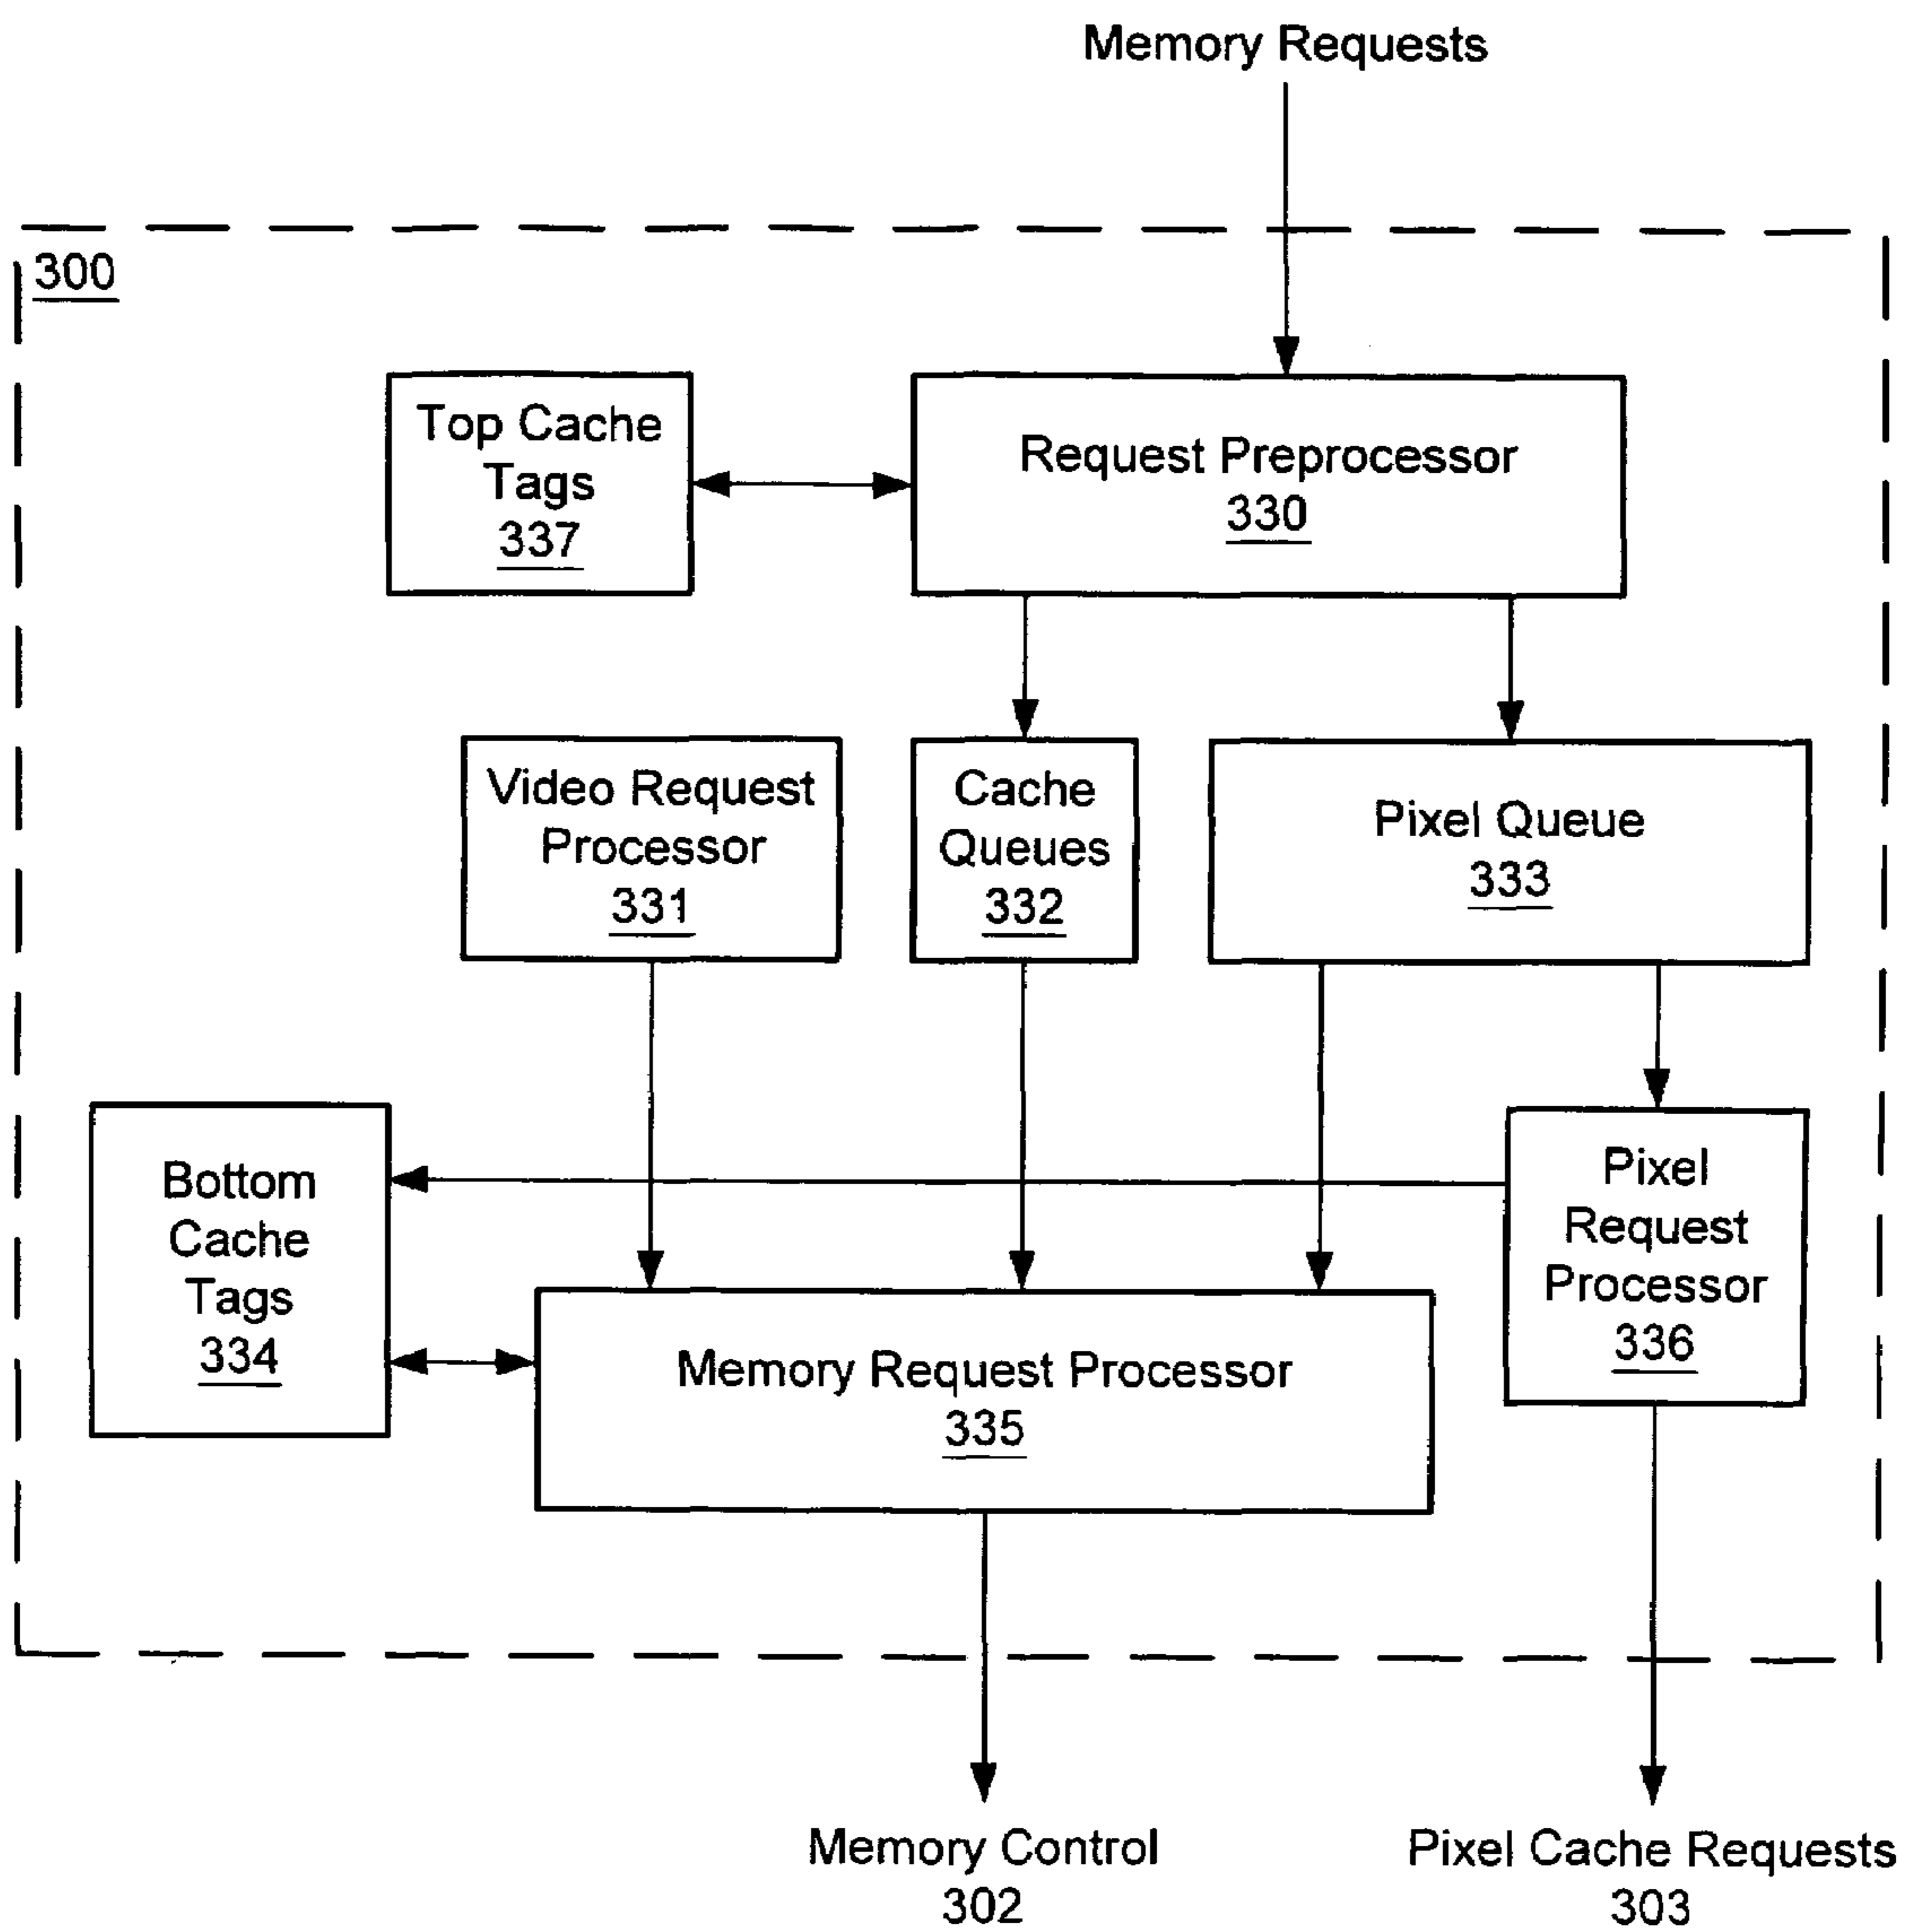 Memory Requests
300
Top Cache
Tags
337
Request Preprocessor
330
Video Request
Processor
331
Cache
Queues
332
Pixel Queue
333
Bottom
Cache
Tags
334
Memory Request Processor
335
Pixel
Request
Processor
336
Memory Control
302
Pixel Cache Requests
303